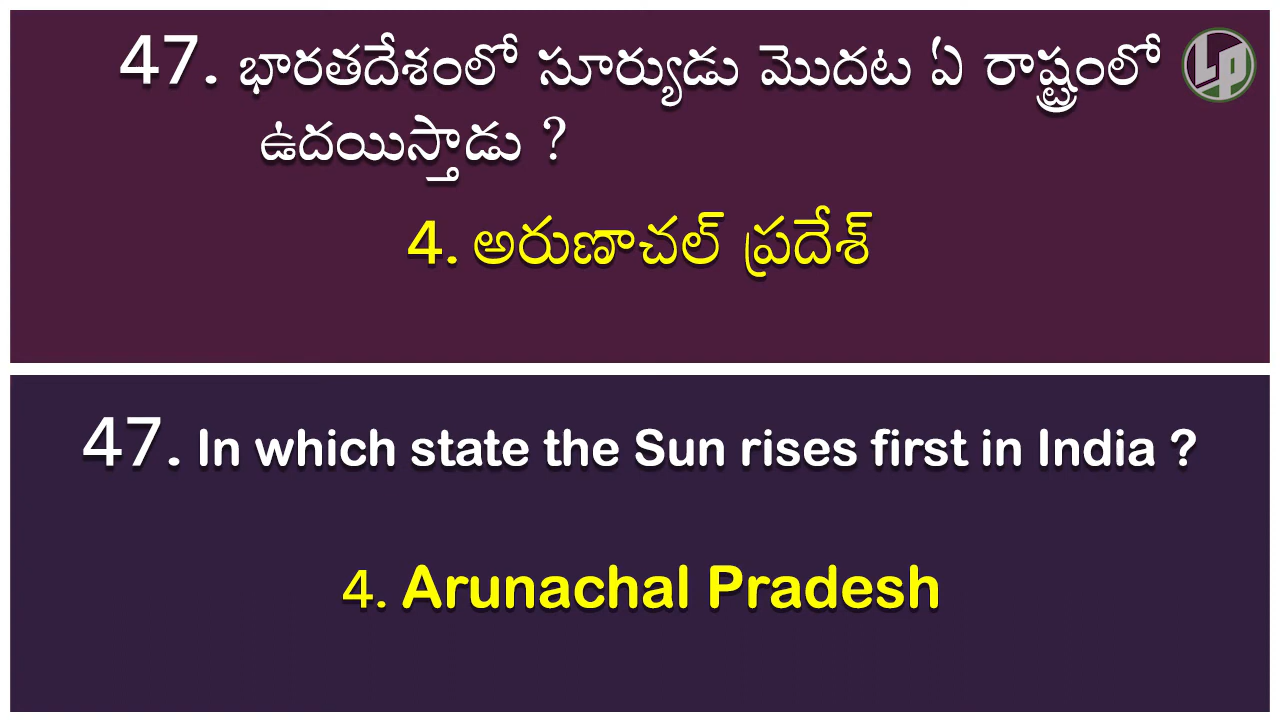 47. భారతదేశంలో సూర్యుడు మొదట ఏ రాష్ట్రంలో
ఉదయిస్తాడు ?
4. అరుణాచల్ ప్రదేశ్
47. In which state the Sun rises first in India ?
4. Arunachal Pradesh
LP